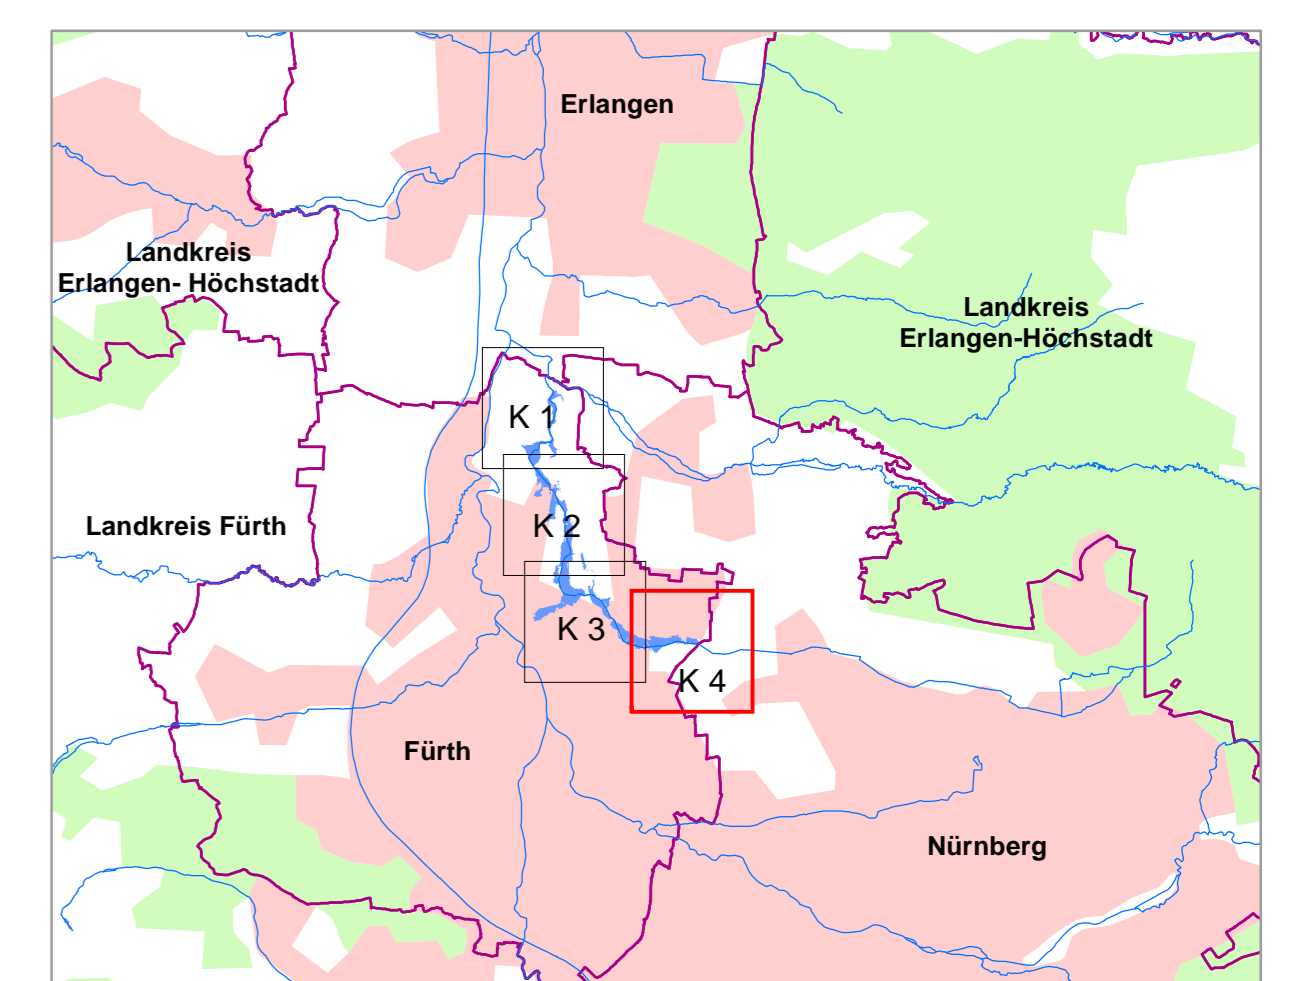 Erlangen
Landkreis
Erlangen- Höchstadt
Landkreis
Erlangen-Höchstadt
K 1
Landkreis Fürth
K 2
K 3
K 4
Fürth
Nürnberg